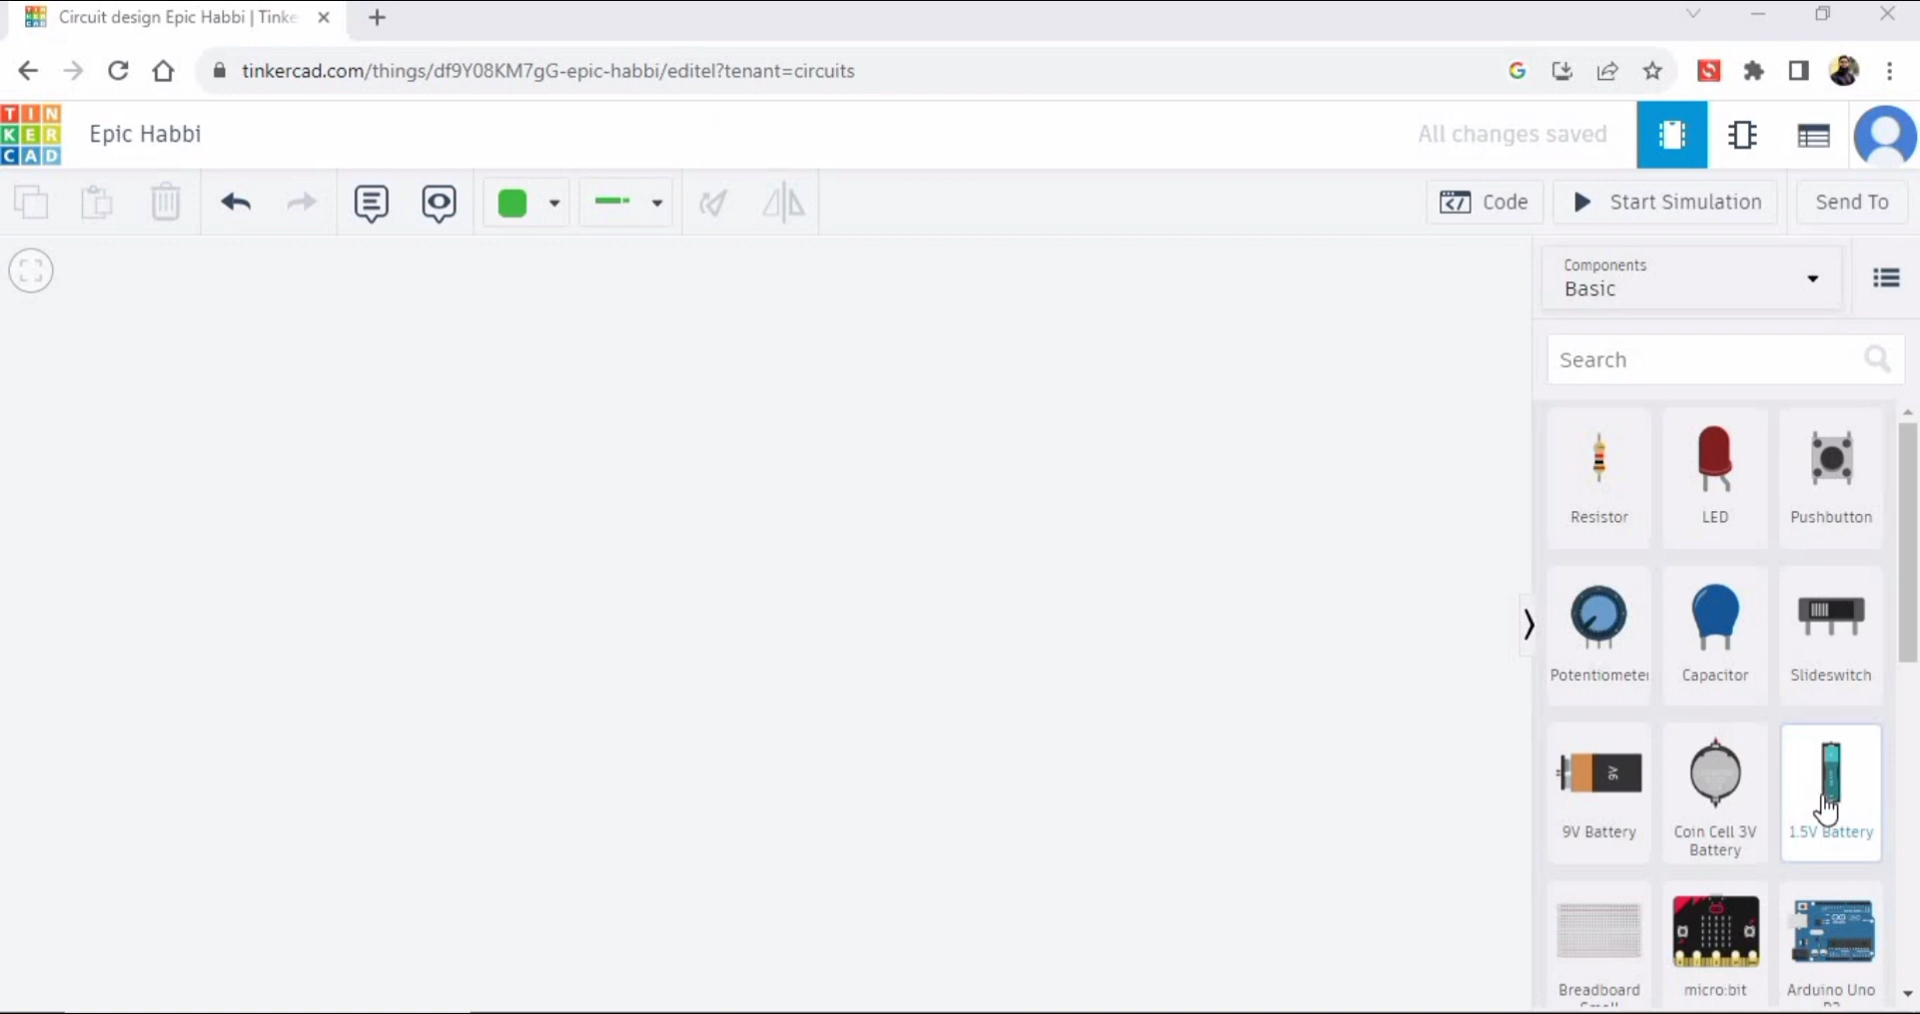 Circuit design Epic Habbi | Tinke
tinkercad.com/things/df9Y08KM7gG-epic-habbi/editel?tenant=circuits
TIN
KER
CAD
Epic Habbi
All changes saved
Code
Start Simulation
Send To
Components
Basic
Search
Resistor
LED
Pushbutton
Potentiometer
Capacitor
Slideswitch
9V
9V Battery
Coin Cell 3V
Battery
1.5V Battery
Breadboard
micro:bit
Arduino Uno